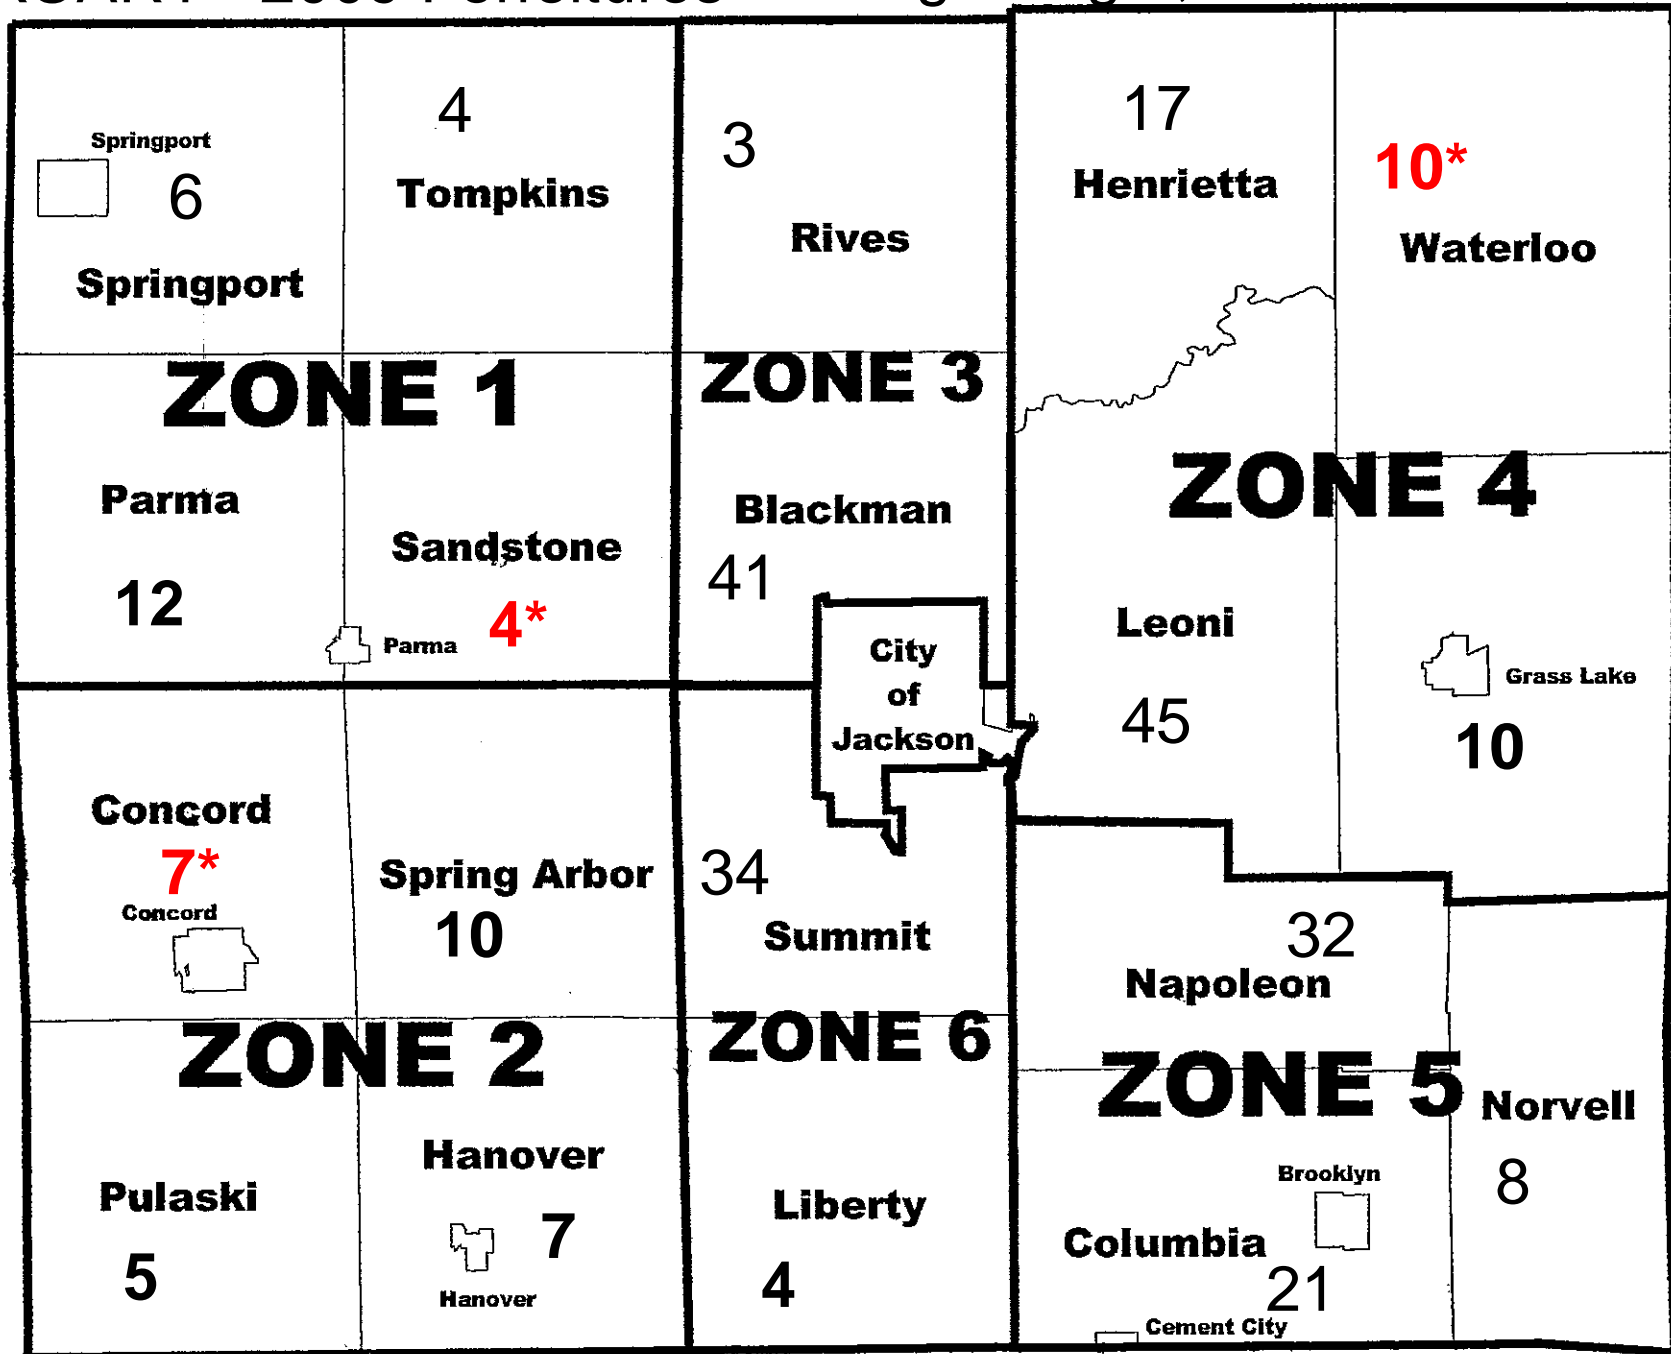 4
3
17
Springport
6
Tompkins
Henrietta
10*
Rives
Waterloo
Springport
ZONE 1
ZONE 3
ZONE 4
Parma
Blackman
Sandstone
41
12
4*
Parma
Leoni
City
of
Jackson
Grass Lake
45
10
Concord
7*
Concord
Spring Arbor
10
34
Summit
32
Napoleon
ZONE 2
ZONE 6
ZONE 5
Norvell
8
Hanover
7
Hanover
Pulaski
5
Liberty
4
Brooklyn
Columbia
21
Cement City